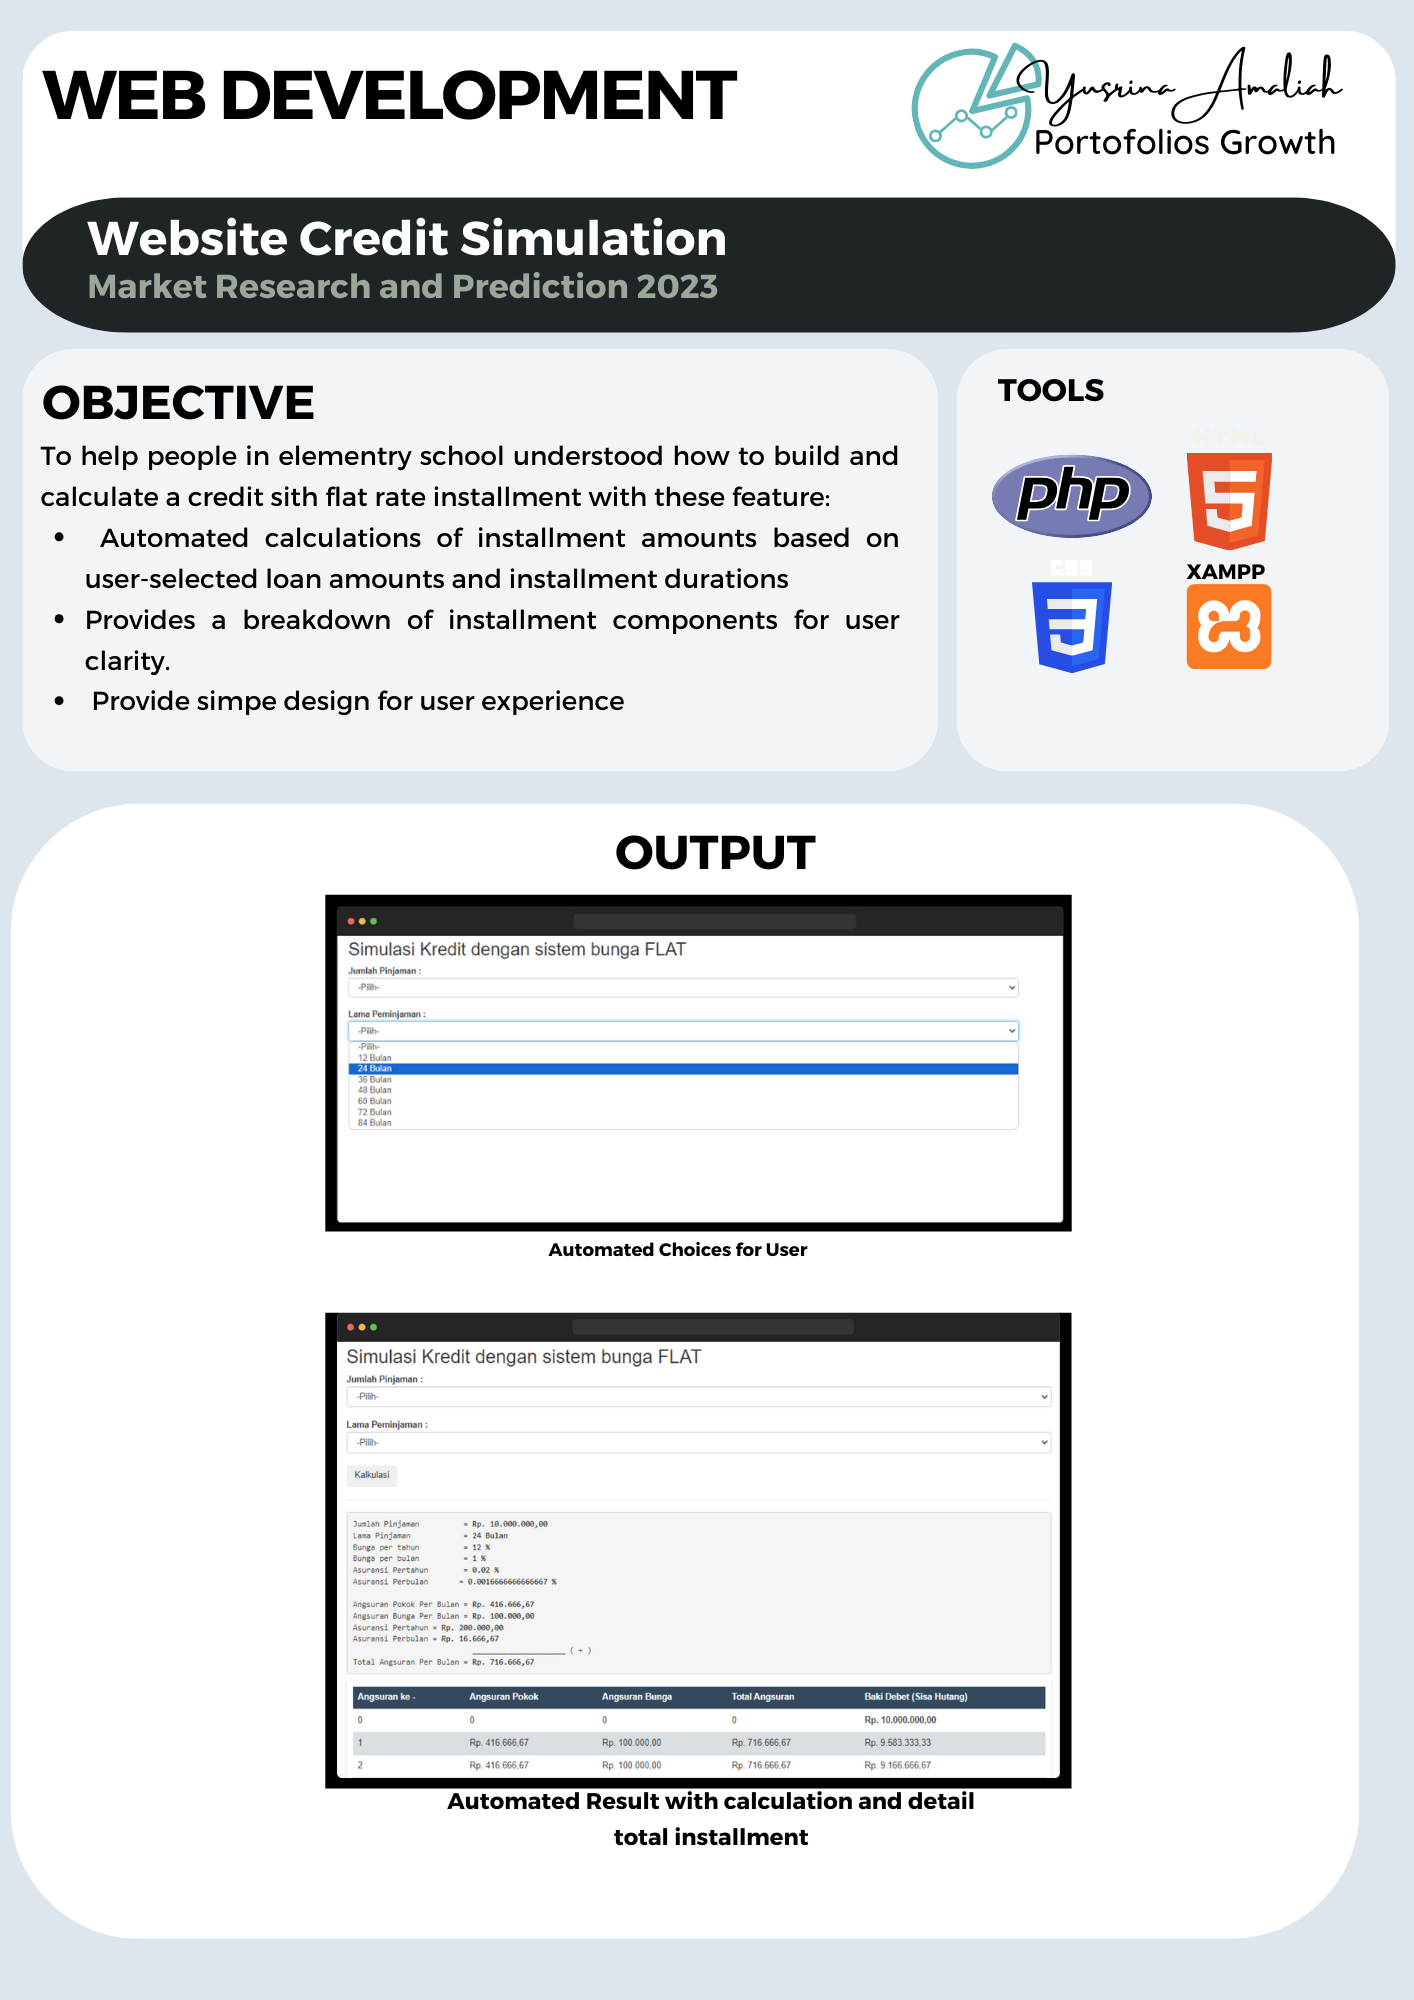 WEB DEVELOPMENT
Yusrina Amaliah
Portofolios Growth
Website Credit Simulation
Market Research and Prediction 2023
OBJECTIVE
To help people in elementry school understood how to build and
calculate a credit sith flat rate installment with these feature:
• Automated calculations of installment amounts based on
user-selected loan amounts and installment durations
• Provides a breakdown of installment components for user
clarity.
• Provide simpe design for user experience
TOOLS
php
HTML
5
CSS
3
XAMPP
OUTPUT
Simulasi Kredit dengan sistem bunga FLAT
Jumlah Pinjaman :
-Pilih-
Lama Peminjaman :
-Pilih-
-Pilih-
12 Bulan
24 Bulan
36 Bulan
48 Bulan
60 Bulan
72 Bulan
84 Bulan
Automated Choices for User
Simulasi Kredit dengan sistem bunga FLAT
Jumlah Pinjaman :
-Pilih-
Lama Peminjaman :
-Pilih-
Kalkulasi
Jumlah Pinjaman = Rp. 10.000.000,00
Lama Pinjaman = 24 Bulan
Bunga per tahun = 12 %
Bunga per bulan = 1 %
Asuransi Pertahun = 0.02 %
Asuransi Perbulan = 0.0016666666666667 %
Angsuran Pokok Per Bulan = Rp. 416.666,67
Angsuran Bunga Per Bulan = Rp. 100.000,00
Asuransi Pertahun = Rp. 200.000,00
Asuransi Perbulan = Rp. 16.666,67
( + )
Total Angsuran Per Bulan = Rp. 716.666,67
Angsuran ke - Angsuran Pokok Angsuran Bunga Total Angsuran Baki Debet (Sisa Hutang)
0 0 0 0 Rp. 10.000.000,00
1 Rp. 416.666,67 Rp. 100.000,00 Rp. 716.666,67 Rp. 9.583.333,33
2 Rp. 416.666,67 Rp. 100.000,00 Rp. 716.666,67 Rp. 9.166.666,67
Automated Result with calculation and detail
total installment